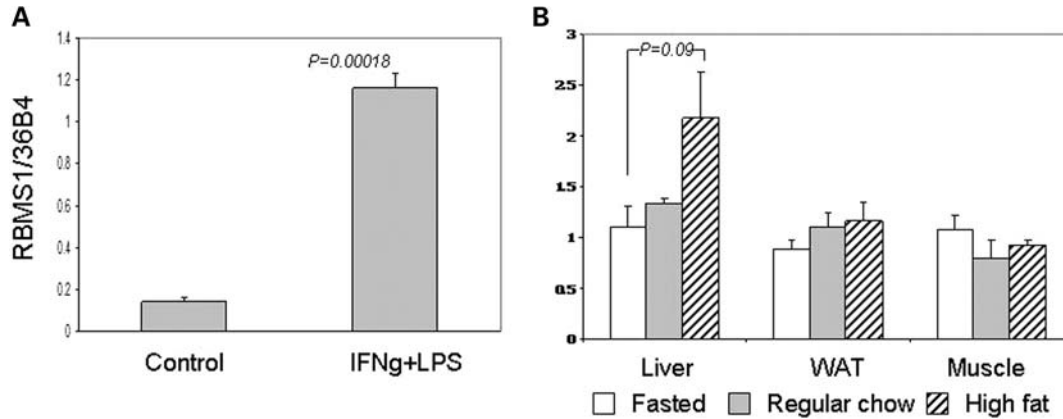 A
RBMS1/36B4
1.4
1.2
1
0.8
0.6
0.4
0.2
0
P=0.00018
Control IFNg+LPS
B
3
2.5
2
1.5
1
0.5
0
P=0.09
Liver WAT Muscle
Fasted Regular chow High fat